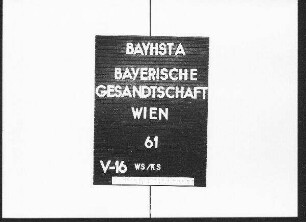 BAYHSTA
BAYERISCHE
GESANDTSCHAFT
WIEN
61
V-16 WS/KS